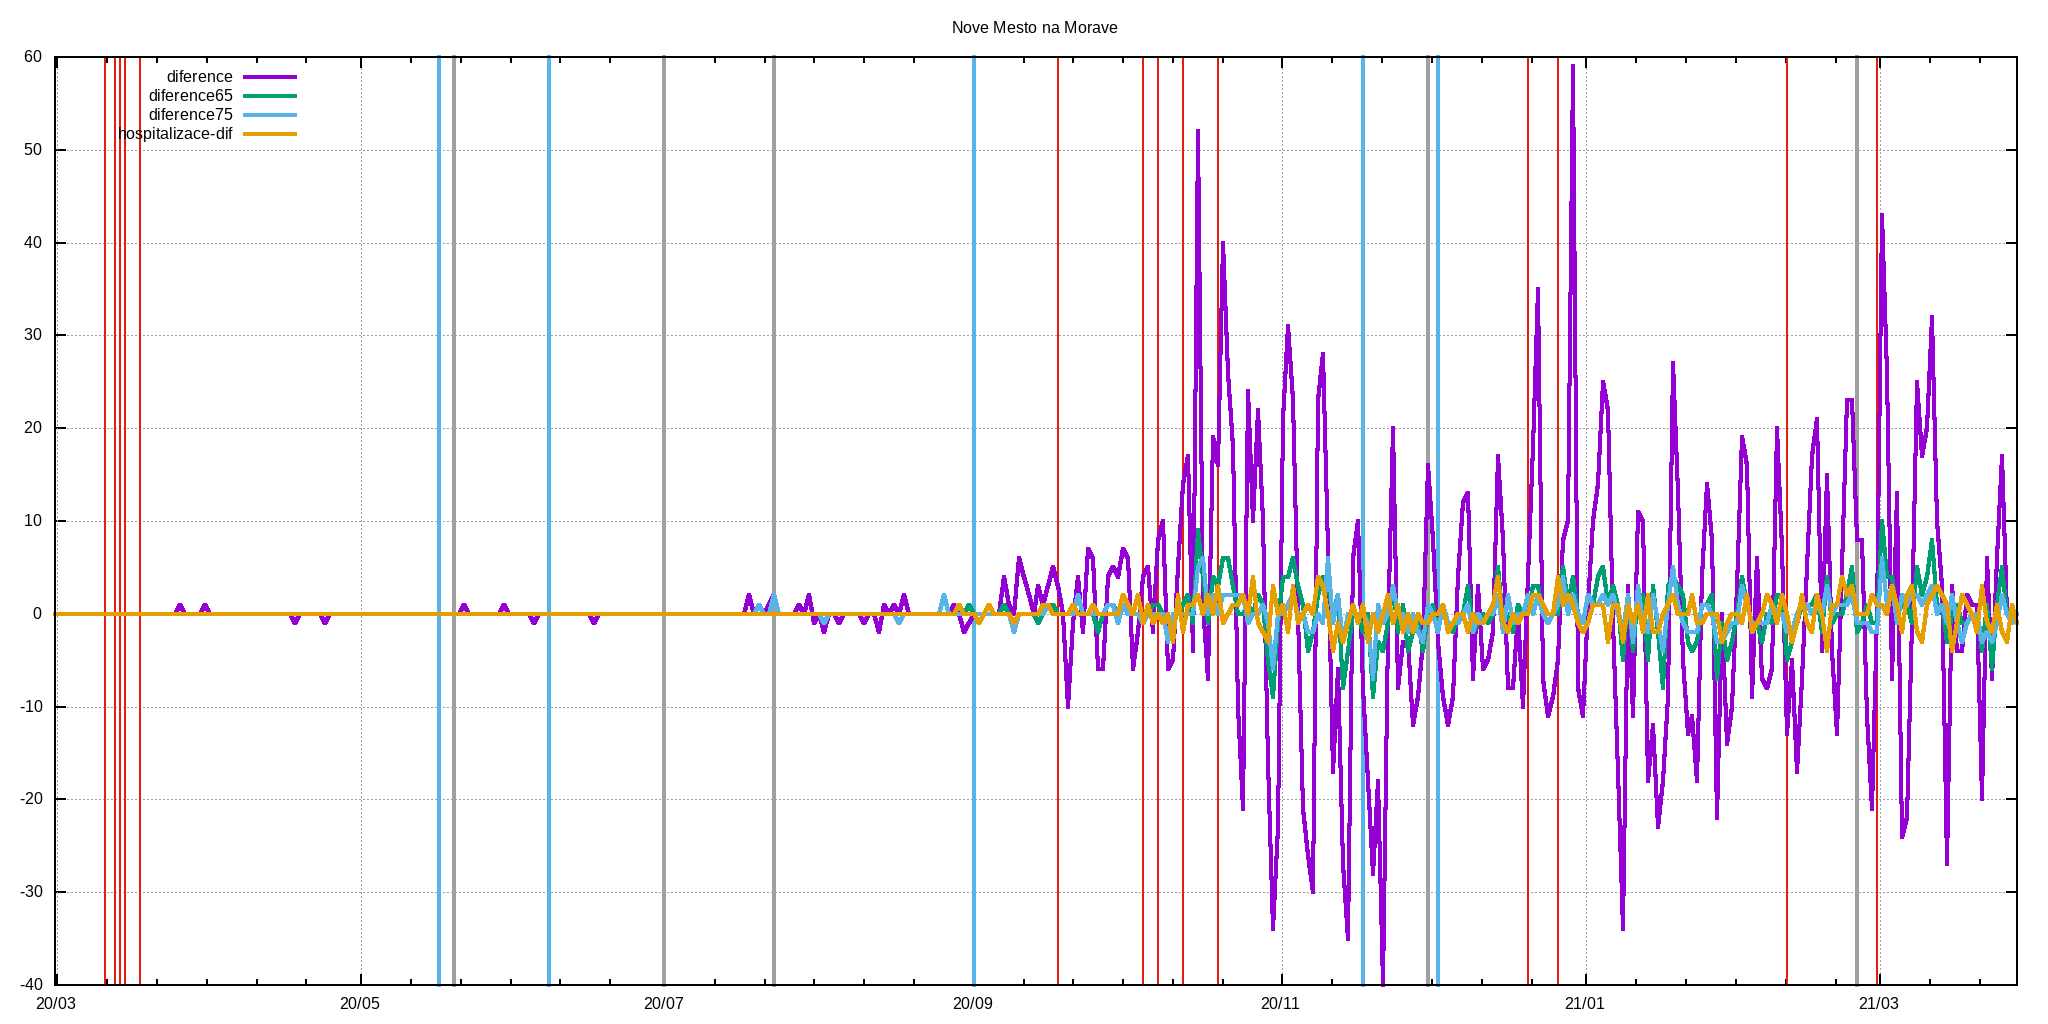 Nove Mesto na Morave
60
50
40
30
20
10
0
-10
-20
-30
-40
diference
diference65
diference75
hospitalizace-dif
20/03 20/05 20/07 20/09 20/11 21/01 21/03